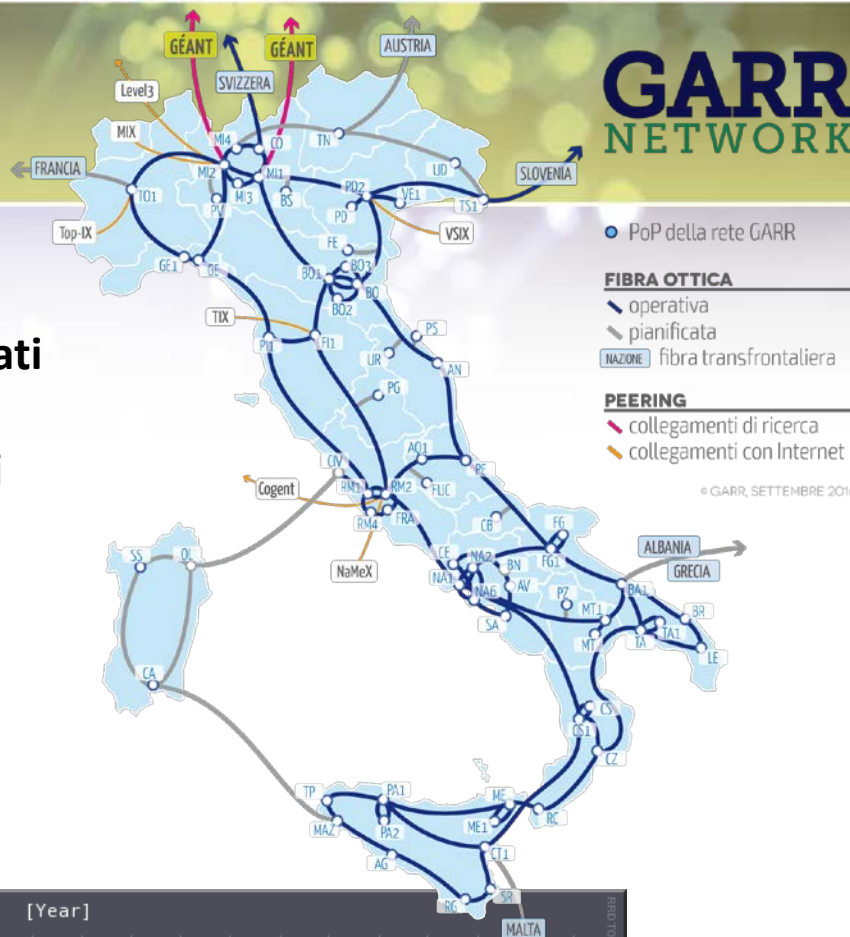 GÉANT
GÉANT
AUSTRIA
SVIZZERA
Level3
MIX
FRANCIA
MI4
CO
TN
UD
SLOVENIA
MI2
MI1
TO1
MI3
BS
PV
PD2
VE1
PD
TS1
Top-IX
VSIX
GE1
GE
FE
BO3
BO1
BO
BO2
TIX
PI1
FI1
PS
UR
AN
PG
CIV
AQ1
PE
RM1
RM2
FUC
Cogent
RM4
FRA
CB
FG
NaMeX
CE
NA2
BN
FG1
NA1
NA6
AV
PZ
MT1
BA1
SA
MT
TA
TA1
BR
LE
ALBANIA
GRECIA
SS
OL
CA
CS
CS1
CZ
TP
PA1
ME
MAZ
PA2
ME1
RC
AG
CT1
RG
SR
MALTA
GARR
NETWORK
PoP della rete GARR
FIBRA OTTICA
operativa
pianificata
NAZIONE fibra transfrontaliera
PEERING
collegamenti di ricerca
collegamenti con Internet
© GARR, SETTEMBRE 2016
ati
i
[Year]
RRD TO